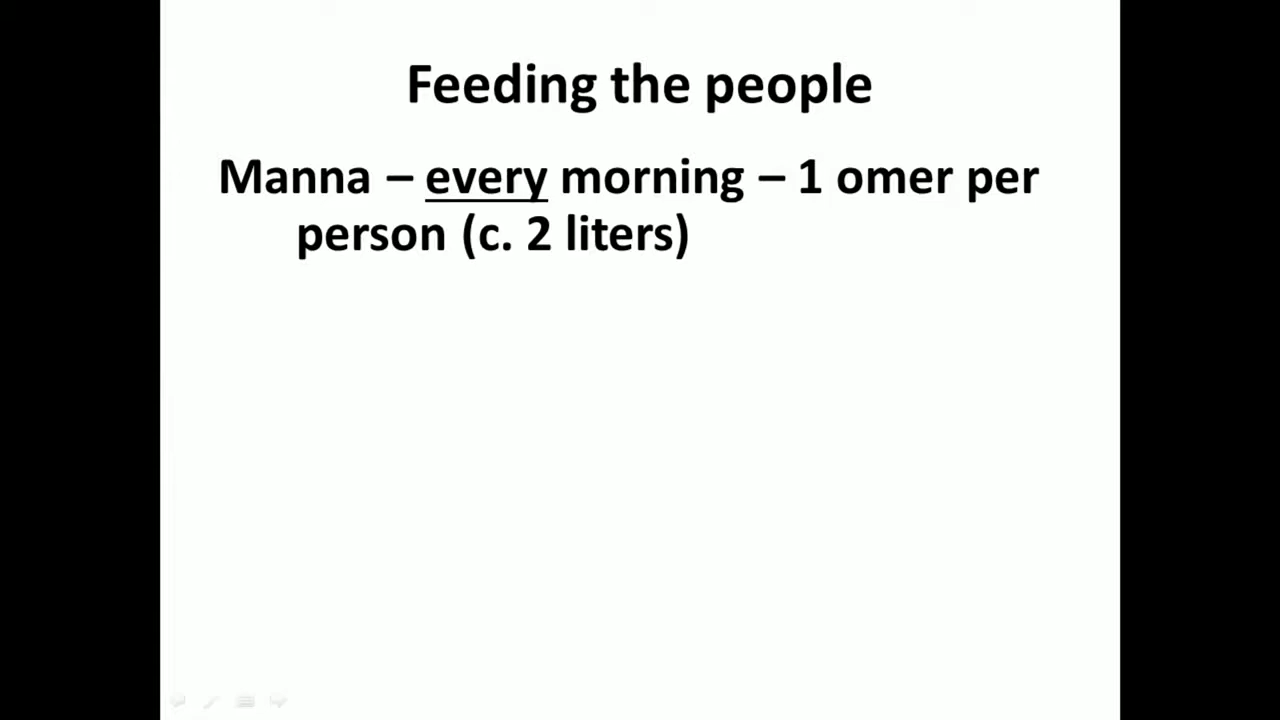 Feeding the people
Manna – every morning – 1 omer per
person (c. 2 liters)